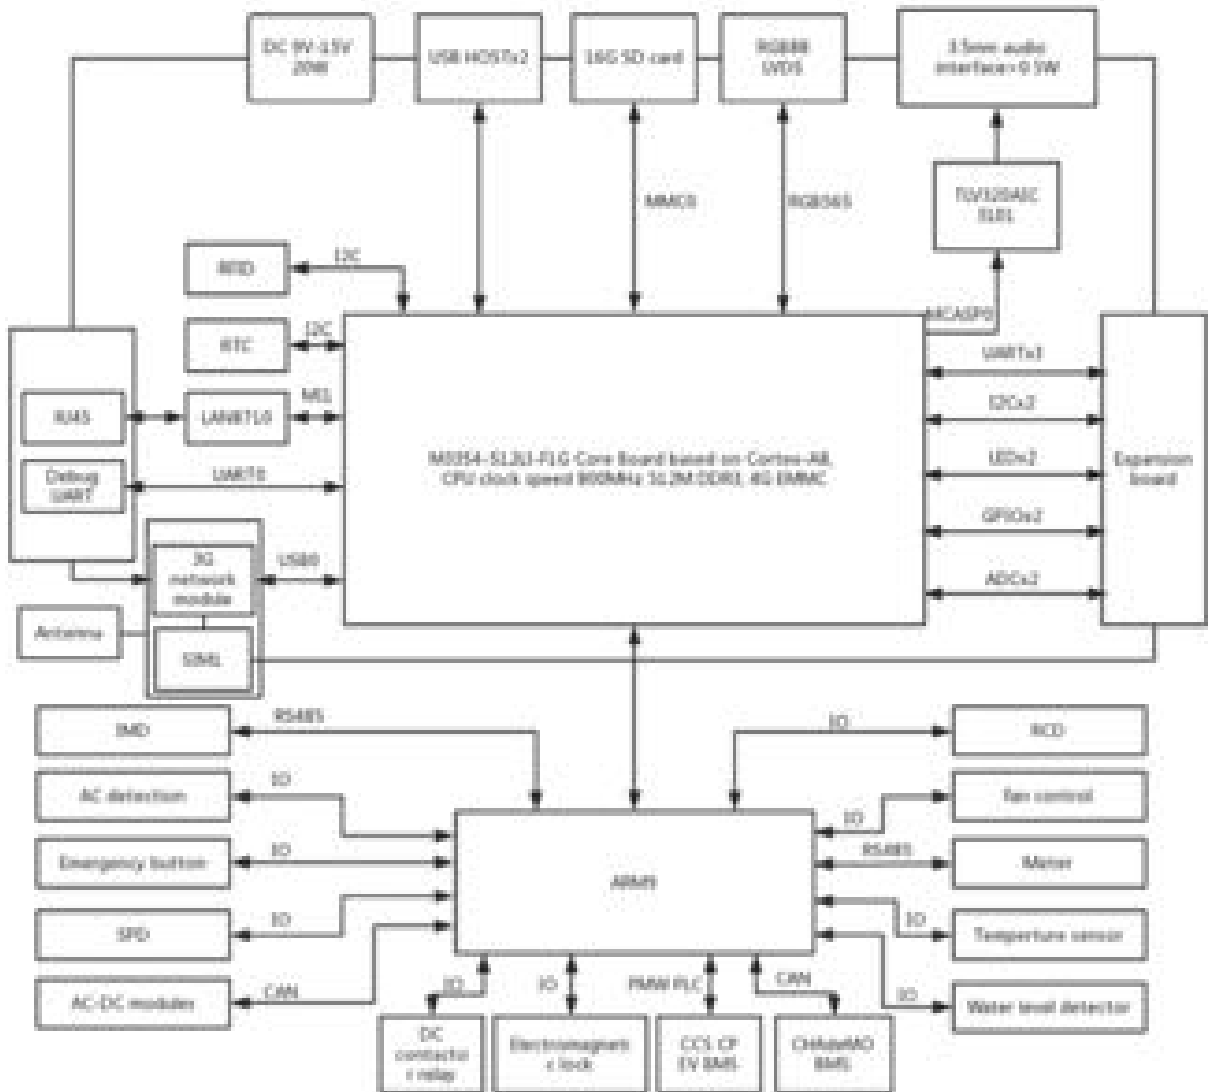 DC 9V-15V
20W
USB HOSTx2
16G SD card
RGB888
LVDS
3.5mm audio
interface>0.5W
MMC0
RGB565
TLV320AIC
RFID
I2C
RTC
I2C
MCASP0
UARTx3
RJ45
LAN8710
MII
I2Cx2
M3354-512LI-FLG Core Board based on Cortex-A8,
CPU clock speed 800MHz 512M DDR3, 4G EMMC
Debug
UART
UART0
GPIOx2
ADCx2
Expansion
board
3G
network
module
USB0
Antenna
SIM1
IMD
RS485
IO
RCD
AC detection
IO
IO
fan control
Emergency button
IO
ARM9
RS485
Meter
SPD
IO
IO
Temperture sensor
AC-DC modules
CAN
IO
IO
PMW PLC
CAN
IO
Water level detector
DC
contacto
r relay
Electromagneti
c lock
CCS CP
EV BMS
CHAdeMO
BMS